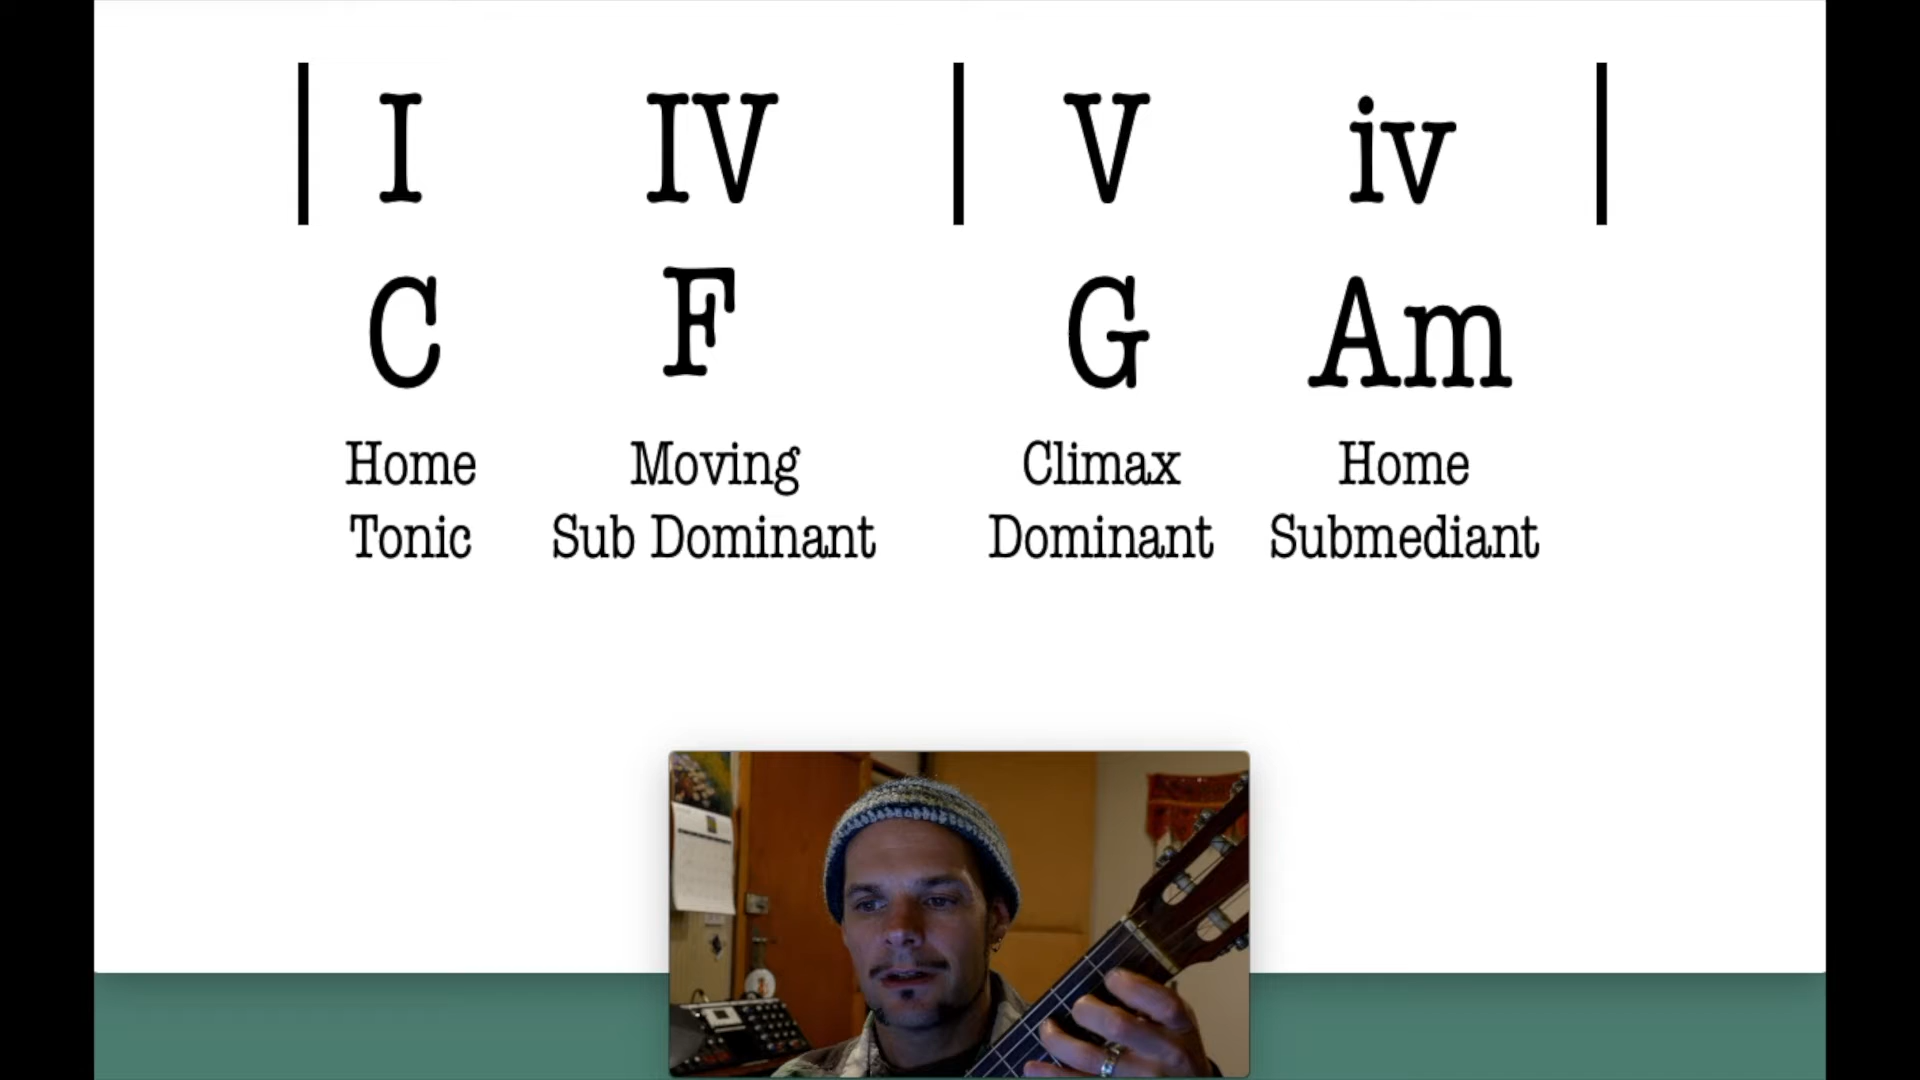 | I IV | V iv |
C F G Am
Home Moving Climax Home
Tonic Sub Dominant Dominant Submediant